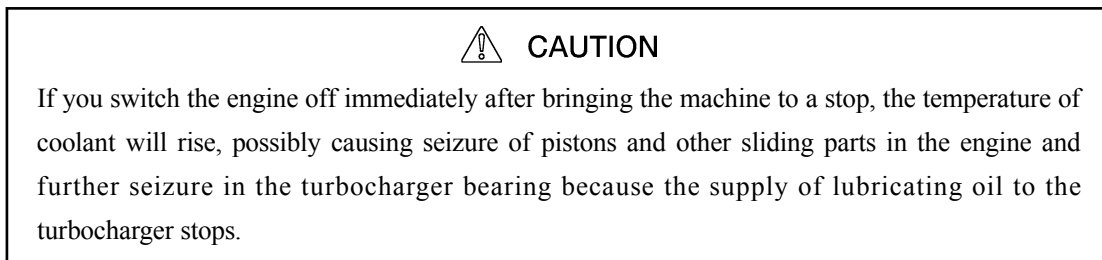 CAUTION
If you switch the engine off immediately after bringing the machine to a stop, the temperature of
coolant will rise, possibly causing seizure of pistons and other sliding parts in the engine and
further seizure in the turbocharger bearing because the supply of lubricating oil to the
turbocharger stops.